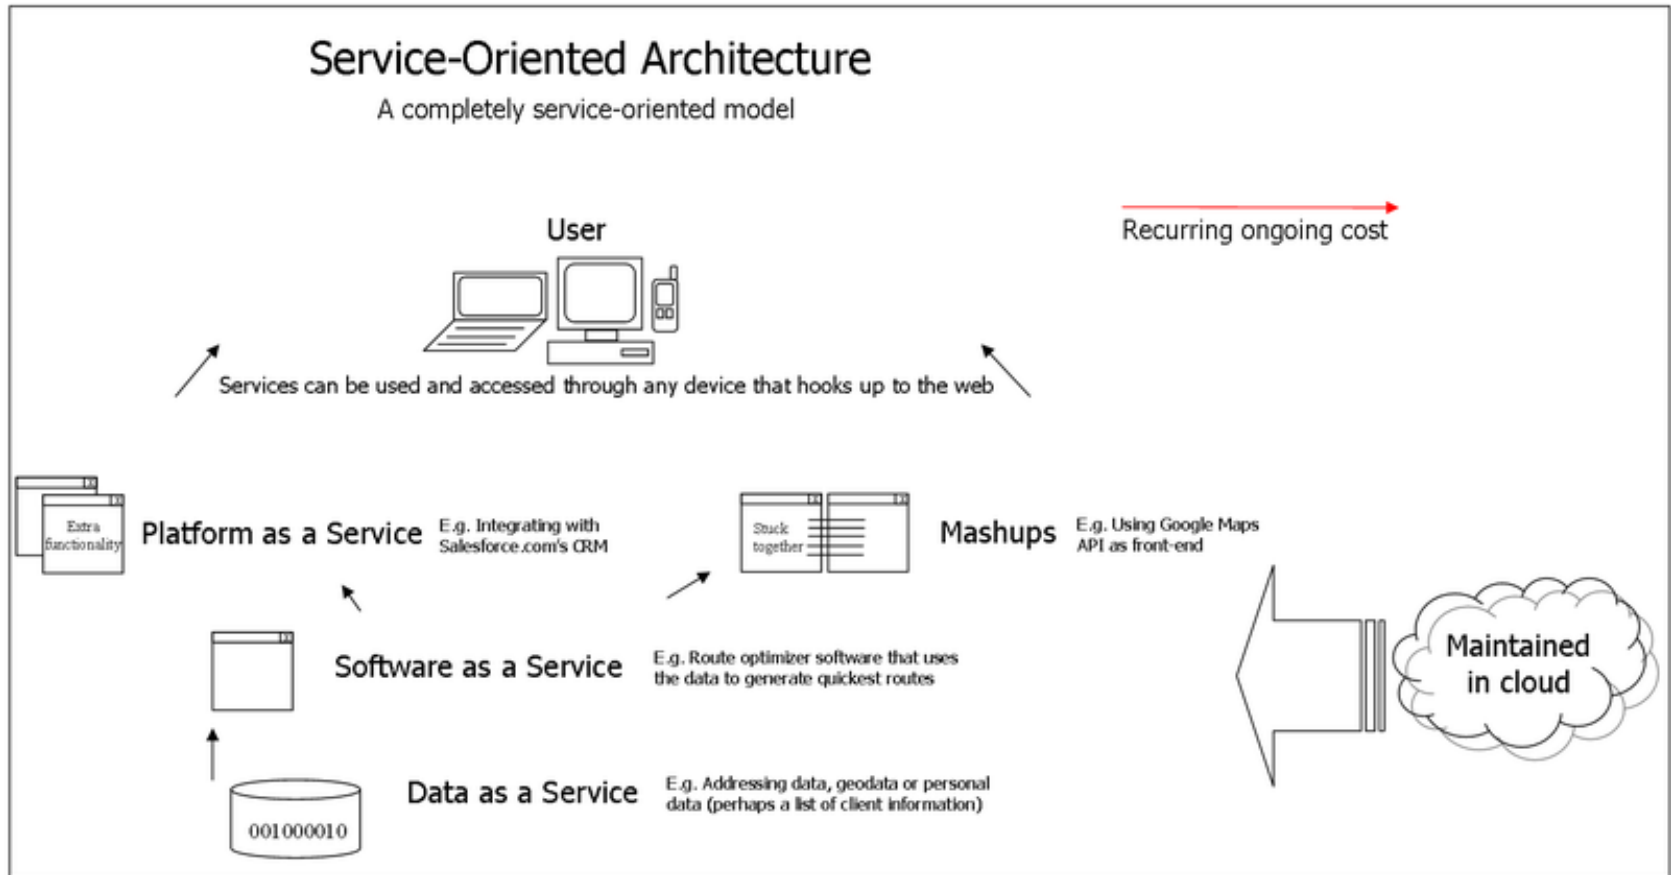 Service-Oriented Architecture
A completely service-oriented model
User
Recurring ongoing cost
Services can be used and accessed through any device that hooks up to the web
Extra
functionality
Platform as a Service
E.g. Integrating with
Salesforce.com's CRM
Stuck
together
Mashups
E.g. Using Google Maps
API as front-end
Software as a Service
E.g. Route optimizer software that uses
the data to generate quickest routes
Maintained
in cloud
001000010
Data as a Service
E.g. Addressing data, geodata or personal
data (perhaps a list of client information)